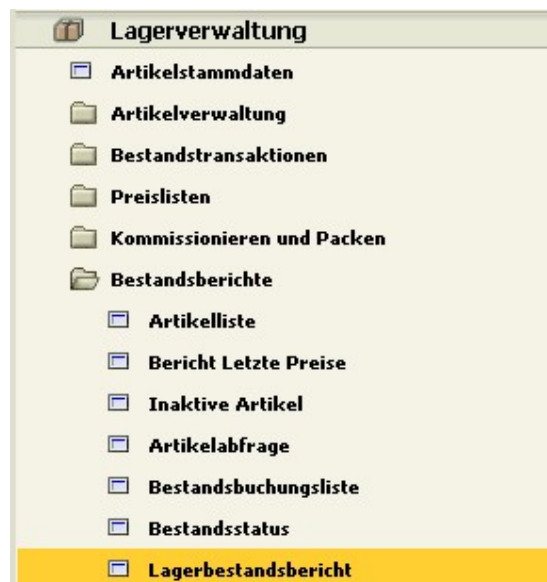 Lagerverwaltung
Artikelstammdaten
Artikelverwaltung
Bestandstransaktionen
Preislisten
Kommissionieren und Packen
Bestandsberichte
Artikelliste
Bericht Letzte Preise
Inaktive Artikel
Artikelabfrage
Bestandsbuchungsliste
Bestandsstatus
Lagerbestandsbericht